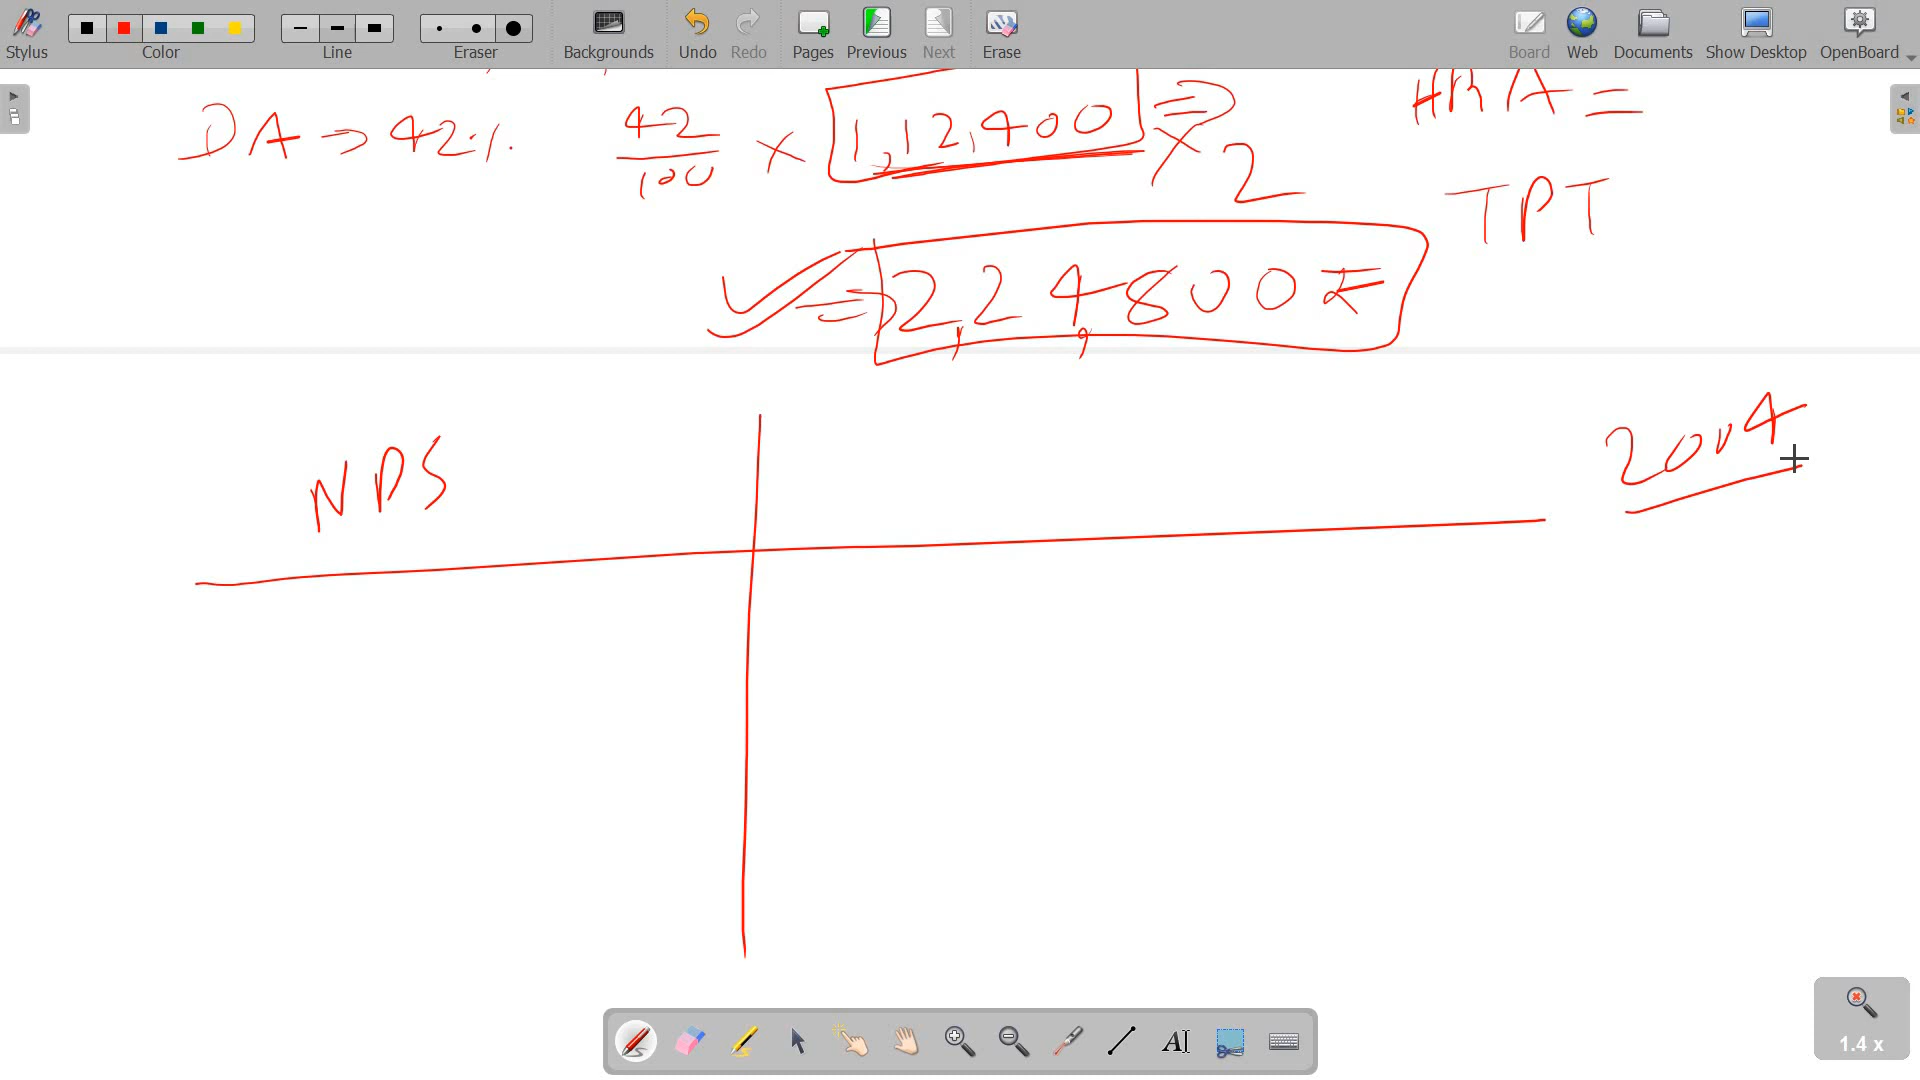 Stylus Color Line Eraser Backgrounds Undo Redo Pages Previous Next Erase Board Web Documents Show Desktop OpenBoard
HRA =
DA → 42%. 42/100 × 1,12,400 ⇒
× 2
TPT
⇒ 2,24,800 ₹
NPS
2004
AI
1.4 x